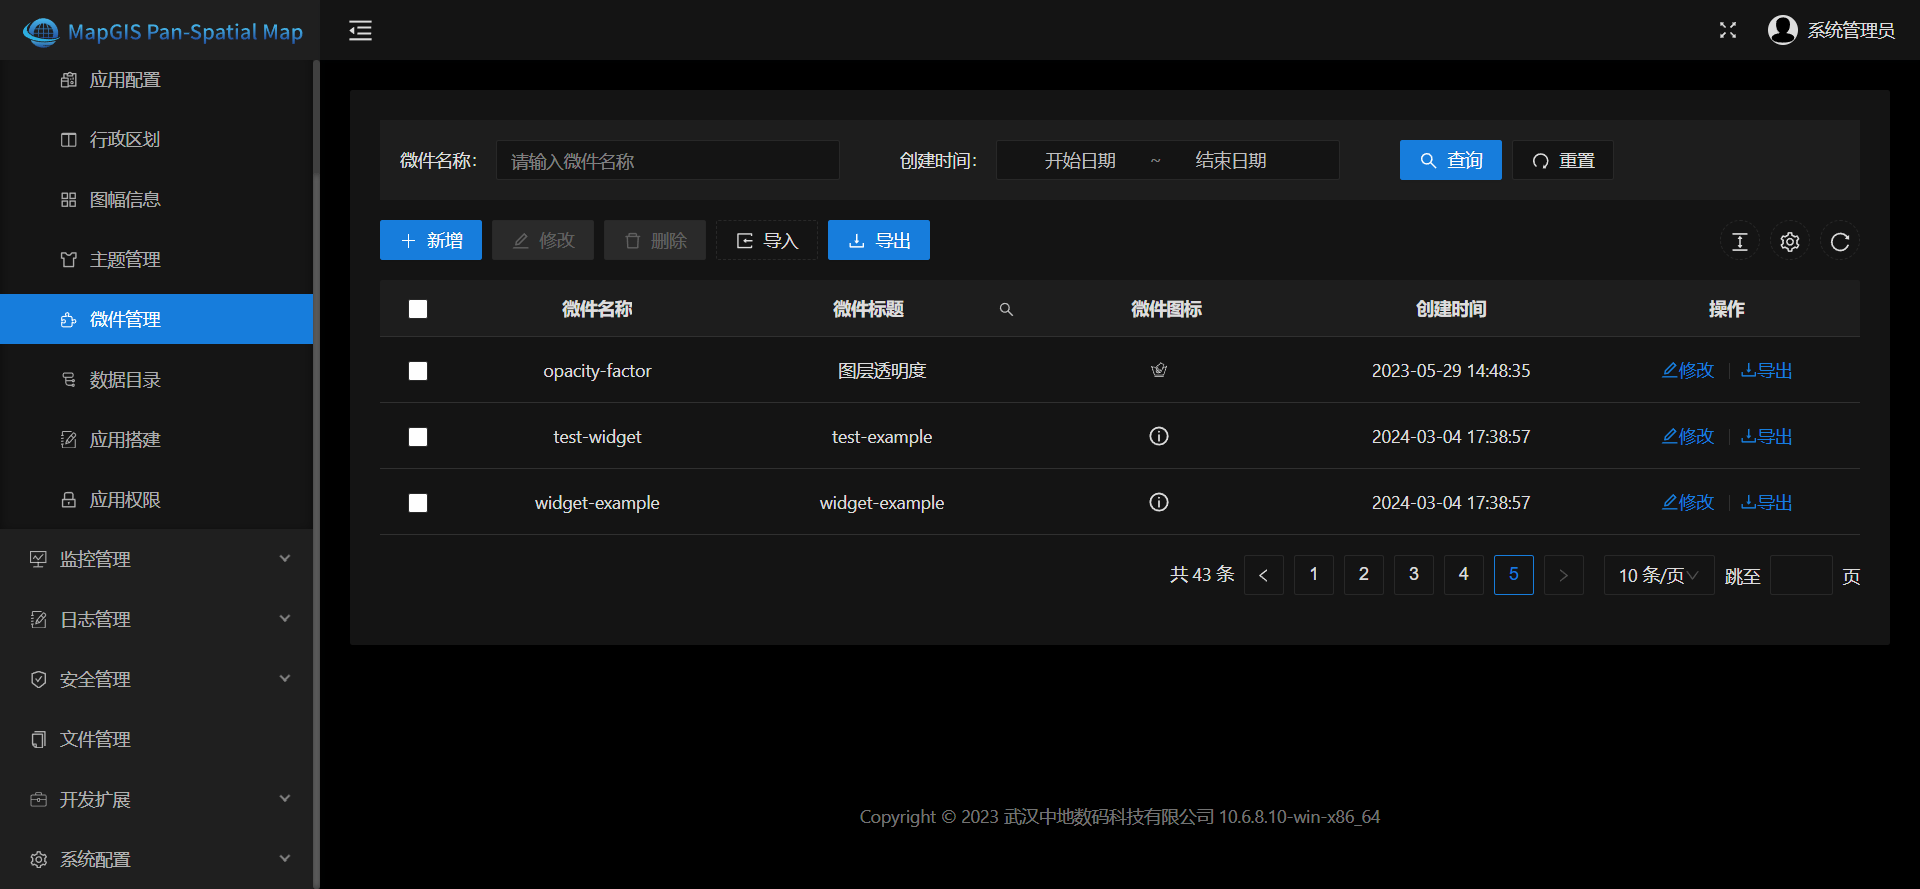 MapGIS Pan-Spatial Map
系统管理员
应用配置
行政区划
图幅信息
主题管理
微件管理
数据目录
应用搭建
应用权限
监控管理
日志管理
安全管理
文件管理
开发扩展
系统配置
微件名称: 请输入微件名称 创建时间: 开始日期 ~ 结束日期 查询 重置
新增 修改 删除 导入 导出
微件名称 微件标题 微件图标 创建时间 操作
opacity-factor 图层透明度 2023-05-29 14:48:35 修改 导出
test-widget test-example 2024-03-04 17:38:57 修改 导出
widget-example widget-example 2024-03-04 17:38:57 修改 导出
共 43 条 < 1 2 3 4 5 > 10 条/页 跳至 页
Copyright © 2023 武汉中地数码科技有限公司 10.6.8.10-win-x86_64